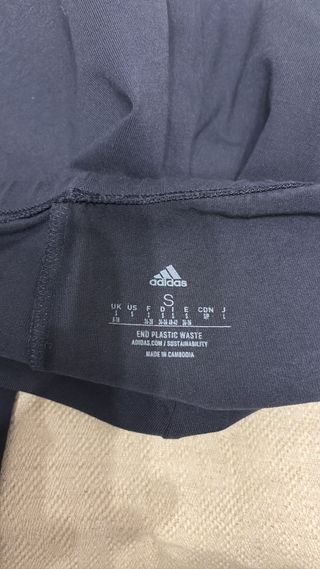 adidas
S
UK US F D I E CDN J
S S S S S S S/P L
END PLASTIC WASTE
ADIDAS.COM / SUSTAINABILITY
MADE IN CAMBODIA